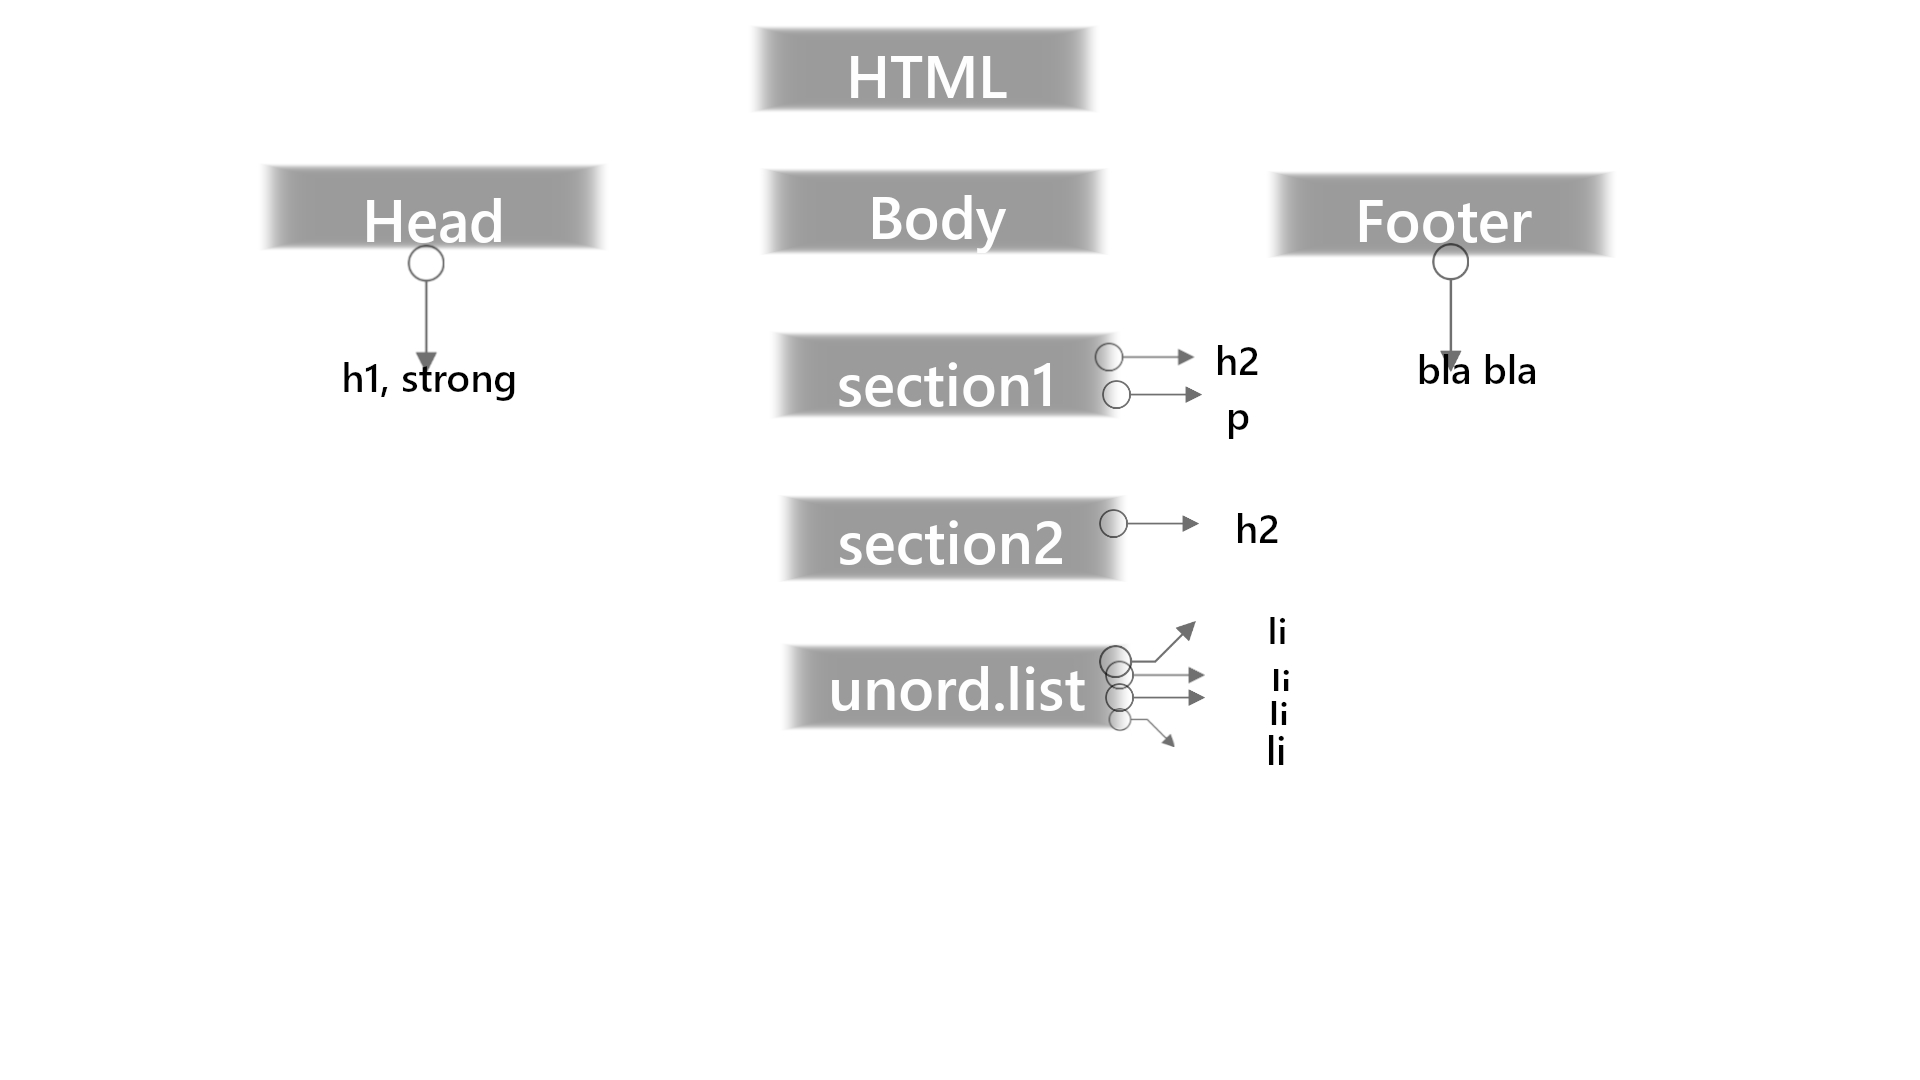 HTML
Head
Body
Footer
h1, strong
section1
h2
p
bla bla
section2
h2
unord.list
li
li
li
li